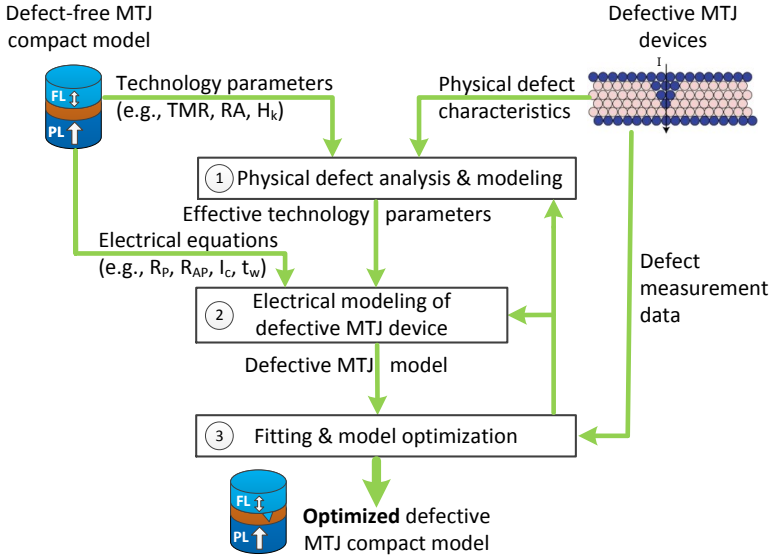 Defect-free MTJ
compact model
Defective MTJ
devices
I
FL
PL
Technology parameters
(e.g., TMR, RA, Hk)
Physical defect
characteristics
1 Physical defect analysis & modeling
Effective technology parameters
Electrical equations
(e.g., RP, RAP, Ic, tw)
Defect
measurement
data
2 Electrical modeling of
defective MTJ device
Defective MTJ model
3 Fitting & model optimization
FL
PL
Optimized defective
MTJ compact model